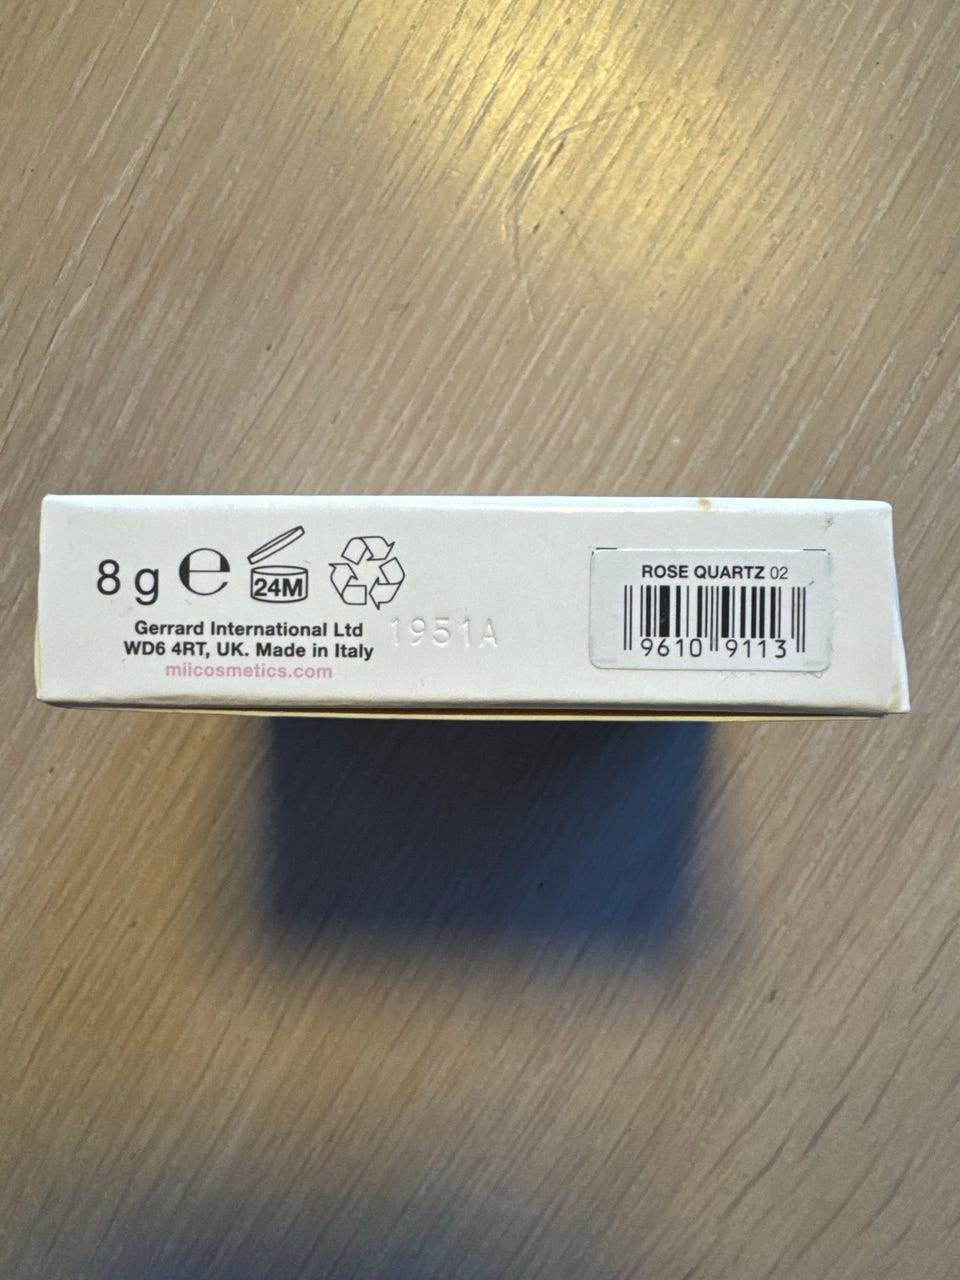 8 g ℮ 24M
Gerrard International Ltd
WD6 4RT, UK. Made in Italy
miicosmetics.com
1951A
ROSE QUARTZ 02
9610 9113